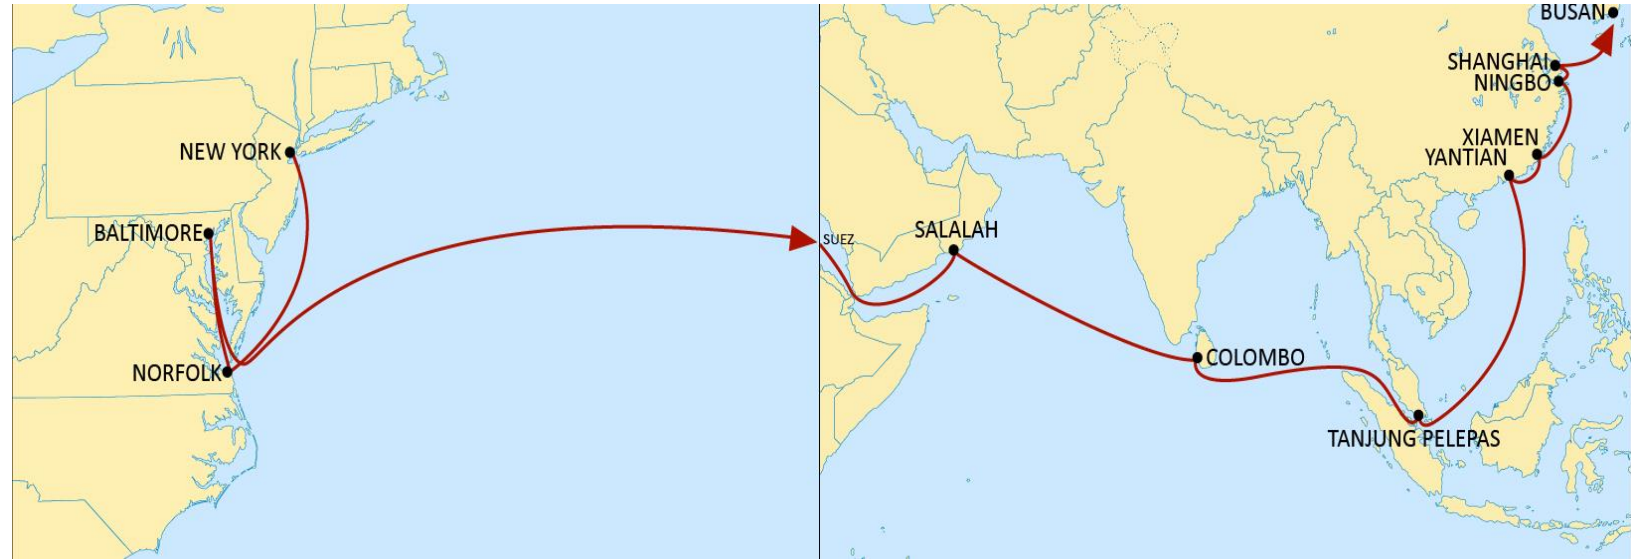 NEW YORK
BALTIMORE
NORFOLK
SUEZ
SALALAH
COLOMBO
TANJUNG PELEPAS
YANTIAN
XIAMEN
NINGBO
SHANGHAI
BUSAN